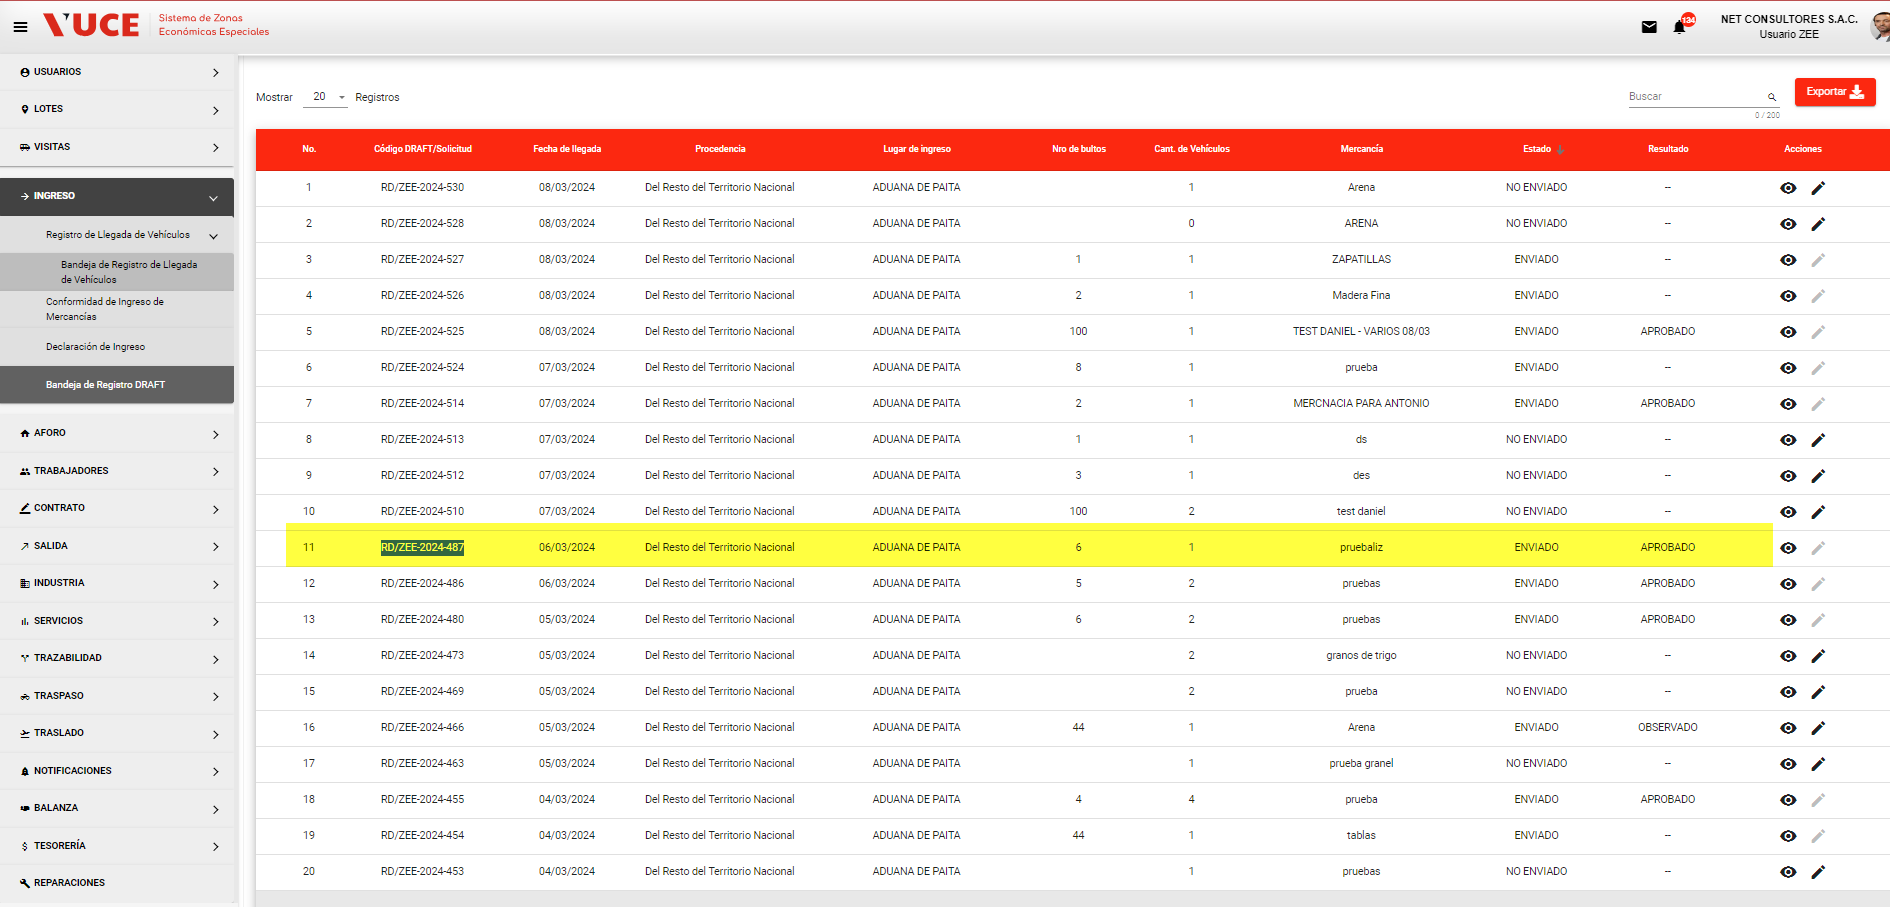 VUCE
Sistema de Zonas
Económicas Especiales
134
NET CONSULTORES S.A.C.
Usuario ZEE
USUARIOS
LOTES
VISITAS
INGRESO
Registro de Llegada de Vehículos
Bandeja de Registro de Llegada
de Vehículos
Conformidad de Ingreso de
Mercancías
Declaración de Ingreso
Bandeja de Registro DRAFT
AFORO
TRABAJADORES
CONTRATO
SALIDA
INDUSTRIA
SERVICIOS
TRAZABILIDAD
TRASPASO
TRASLADO
NOTIFICACIONES
BALANZA
TESORERÍA
REPARACIONES
Mostrar 20 Registros
Buscar
0 / 200
Exportar
No. Código DRAFT/Solicitud Fecha de llegada Procedencia Lugar de ingreso Nro de bultos Cant. de Vehículos Mercancía Estado Resultado Acciones
1 RD/ZEE-2024-530 08/03/2024 Del Resto del Territorio Nacional ADUANA DE PAITA 1 Arena NO ENVIADO --
2 RD/ZEE-2024-528 08/03/2024 Del Resto del Territorio Nacional ADUANA DE PAITA 0 ARENA NO ENVIADO --
3 RD/ZEE-2024-527 08/03/2024 Del Resto del Territorio Nacional ADUANA DE PAITA 1 1 ZAPATILLAS ENVIADO --
4 RD/ZEE-2024-526 08/03/2024 Del Resto del Territorio Nacional ADUANA DE PAITA 2 1 Madera Fina ENVIADO --
5 RD/ZEE-2024-525 08/03/2024 Del Resto del Territorio Nacional ADUANA DE PAITA 100 1 TEST DANIEL - VARIOS 08/03 ENVIADO APROBADO
6 RD/ZEE-2024-524 07/03/2024 Del Resto del Territorio Nacional ADUANA DE PAITA 8 1 prueba ENVIADO --
7 RD/ZEE-2024-514 07/03/2024 Del Resto del Territorio Nacional ADUANA DE PAITA 2 1 MERCNACIA PARA ANTONIO ENVIADO APROBADO
8 RD/ZEE-2024-513 07/03/2024 Del Resto del Territorio Nacional ADUANA DE PAITA 1 1 ds NO ENVIADO --
9 RD/ZEE-2024-512 07/03/2024 Del Resto del Territorio Nacional ADUANA DE PAITA 3 1 des NO ENVIADO --
10 RD/ZEE-2024-510 07/03/2024 Del Resto del Territorio Nacional ADUANA DE PAITA 100 2 test daniel NO ENVIADO --
11 RD/ZEE-2024-487 06/03/2024 Del Resto del Territorio Nacional ADUANA DE PAITA 6 1 pruebaliz ENVIADO APROBADO
12 RD/ZEE-2024-486 06/03/2024 Del Resto del Territorio Nacional ADUANA DE PAITA 5 2 pruebas ENVIADO APROBADO
13 RD/ZEE-2024-480 05/03/2024 Del Resto del Territorio Nacional ADUANA DE PAITA 6 2 pruebas ENVIADO APROBADO
14 RD/ZEE-2024-473 05/03/2024 Del Resto del Territorio Nacional ADUANA DE PAITA 2 granos de trigo NO ENVIADO --
15 RD/ZEE-2024-469 05/03/2024 Del Resto del Territorio Nacional ADUANA DE PAITA 2 prueba NO ENVIADO --
16 RD/ZEE-2024-466 05/03/2024 Del Resto del Territorio Nacional ADUANA DE PAITA 44 1 Arena ENVIADO OBSERVADO
17 RD/ZEE-2024-463 05/03/2024 Del Resto del Territorio Nacional ADUANA DE PAITA 1 prueba granel NO ENVIADO --
18 RD/ZEE-2024-455 04/03/2024 Del Resto del Territorio Nacional ADUANA DE PAITA 4 4 prueba ENVIADO APROBADO
19 RD/ZEE-2024-454 04/03/2024 Del Resto del Territorio Nacional ADUANA DE PAITA 44 1 tablas ENVIADO --
20 RD/ZEE-2024-453 04/03/2024 Del Resto del Territorio Nacional ADUANA DE PAITA 1 pruebas NO ENVIADO --